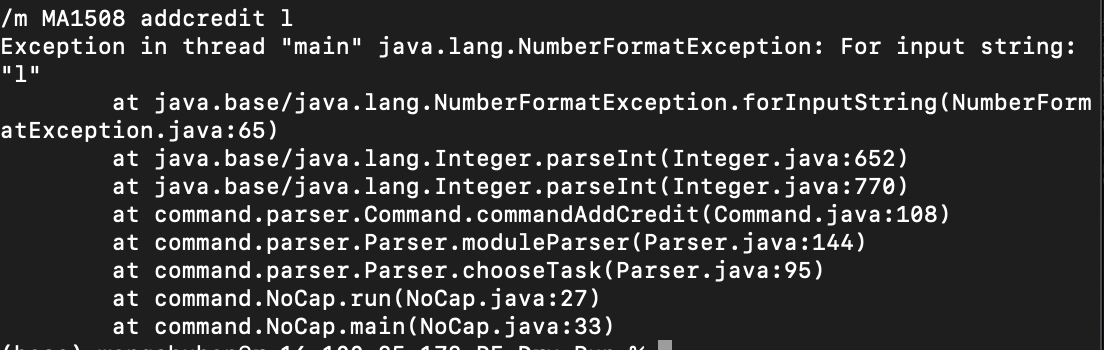 /m MA1508 addcredit l
Exception in thread "main" java.lang.NumberFormatException: For input string:
"l"
        at java.base/java.lang.NumberFormatException.forInputString(NumberForm
atException.java:65)
        at java.base/java.lang.Integer.parseInt(Integer.java:652)
        at java.base/java.lang.Integer.parseInt(Integer.java:770)
        at command.parser.Command.commandAddCredit(Command.java:108)
        at command.parser.Parser.moduleParser(Parser.java:144)
        at command.parser.Parser.chooseTask(Parser.java:95)
        at command.NoCap.run(NoCap.java:27)
        at command.NoCap.main(NoCap.java:33)